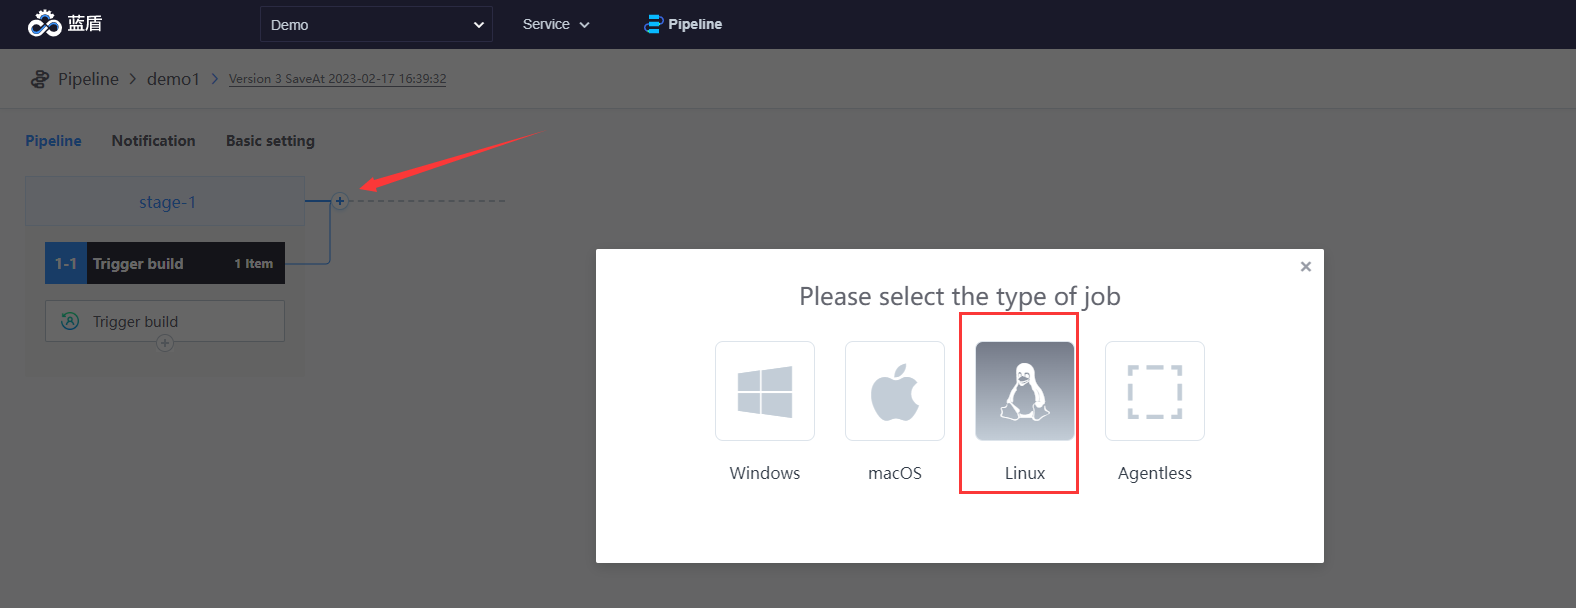 蓝盾 Demo Service Pipeline
Pipeline demo1 Version 3 SaveAt 2023-02-17 16:39:32
Pipeline Notification Basic setting
stage-1
1-1 Trigger build 1 Item
Trigger build
Please select the type of job
Windows macOS Linux Agentless